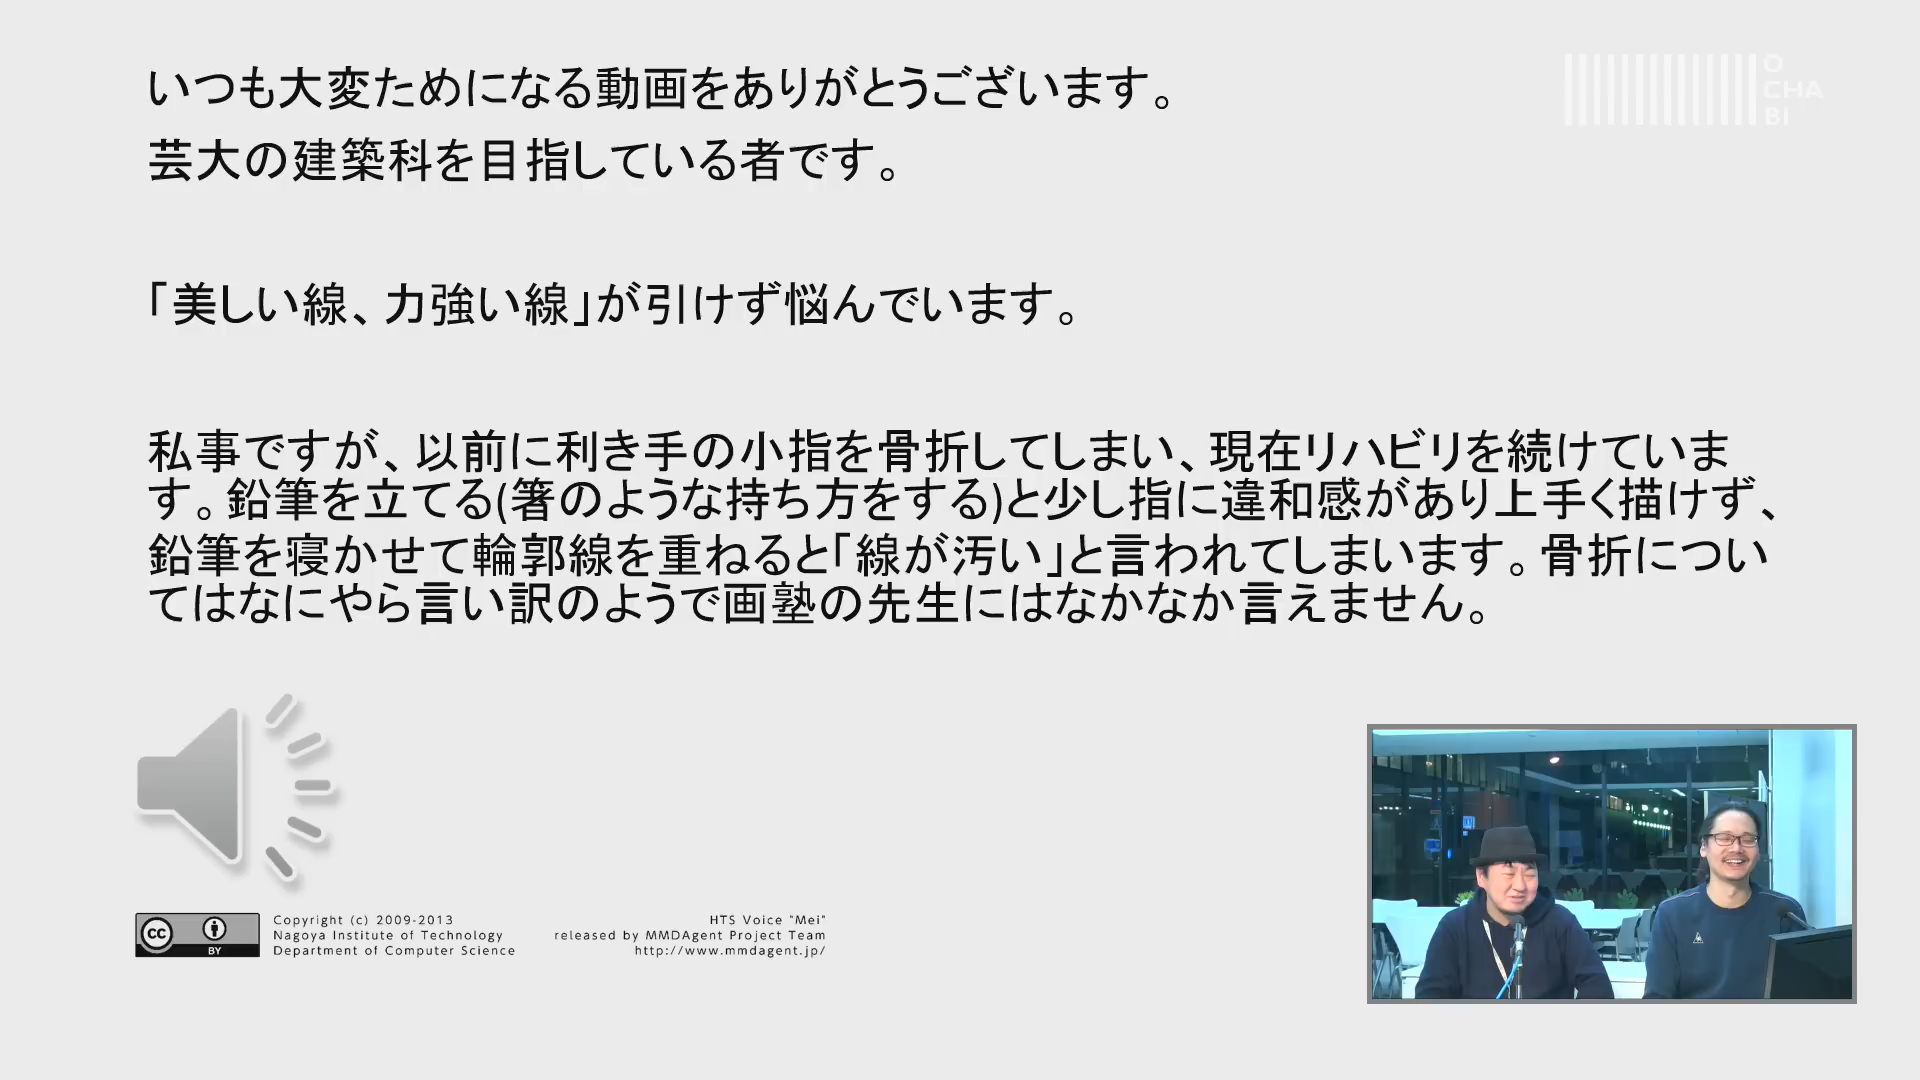 いつも大変ためになる動画をありがとうございます。
芸大の建築科を目指している者です。
「美しい線、力強い線」が引けず悩んでいます。
私事ですが、以前に利き手の小指を骨折してしまい、現在リハビリを続けていま
す。鉛筆を立てる(箸のような持ち方をする)と少し指に違和感があり上手く描けず、
鉛筆を寝かせて輪郭線を重ねると「線が汚い」と言われてしまいます。骨折につい
てはなにやら言い訳のようで画塾の先生にはなかなか言えません。
O
CHA
BI
cc
BY
Copyright (c) 2009-2013
Nagoya Institute of Technology
Department of Computer Science
HTS Voice "Mei"
released by MMDAgent Project Team
http://www.mmdagent.jp/